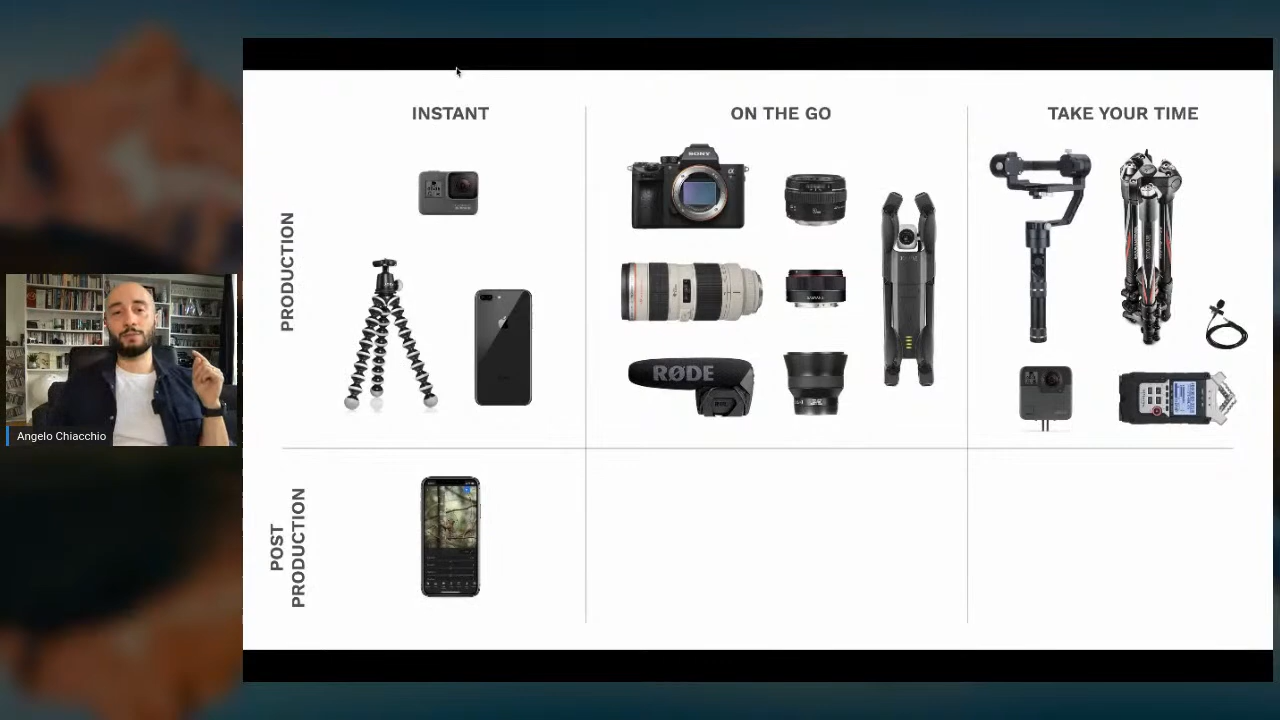 INSTANT
ON THE GO
TAKE YOUR TIME
PRODUCTION
SONY
α
RØDE
Angelo Chiacchio
POST
PRODUCTION